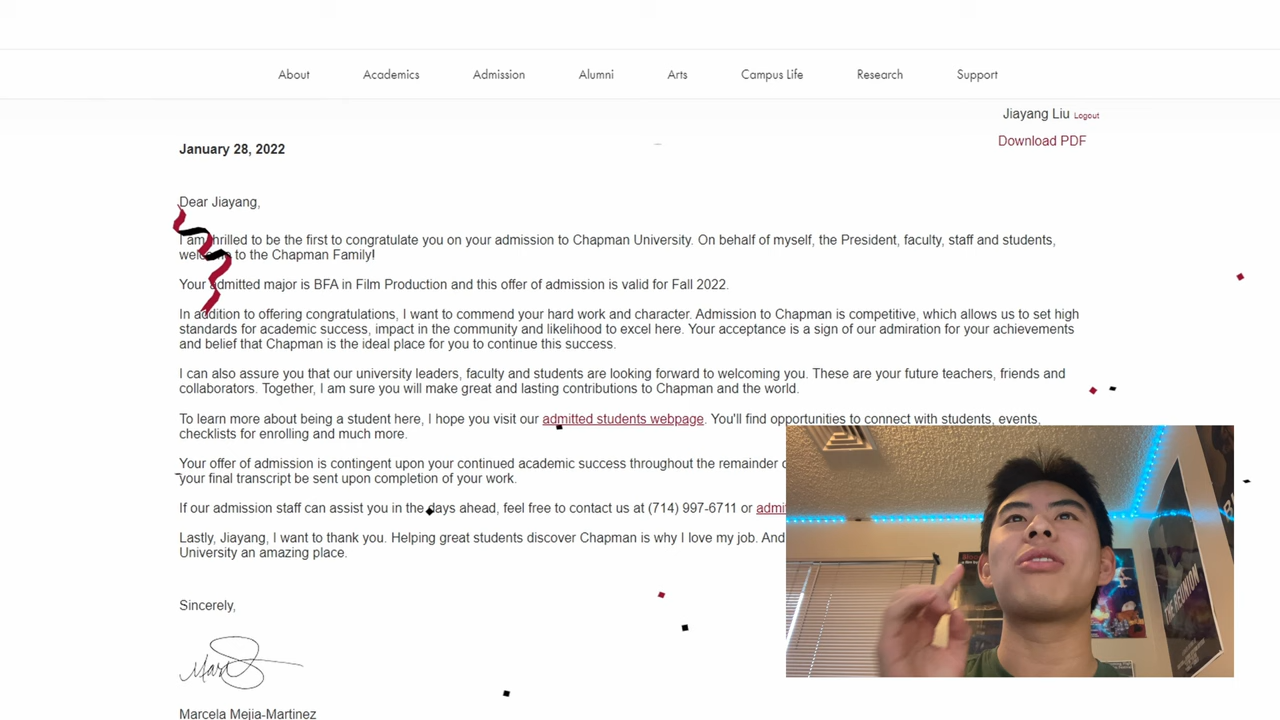 About Academics Admission Alumni Arts Campus Life Research Support
Jiayang Liu Logout
Download PDF
January 28, 2022
Dear Jiayang,
I am thrilled to be the first to congratulate you on your admission to Chapman University. On behalf of myself, the President, faculty, staff and students,
welcome to the Chapman Family!
Your admitted major is BFA in Film Production and this offer of admission is valid for Fall 2022.
In addition to offering congratulations, I want to commend your hard work and character. Admission to Chapman is competitive, which allows us to set high
standards for academic success, impact in the community and likelihood to excel here. Your acceptance is a sign of our admiration for your achievements
and belief that Chapman is the ideal place for you to continue this success.
I can also assure you that our university leaders, faculty and students are looking forward to welcoming you. These are your future teachers, friends and
collaborators. Together, I am sure you will make great and lasting contributions to Chapman and the world.
To learn more about being a student here, I hope you visit our admitted students webpage. You'll find opportunities to connect with students, events,
checklists for enrolling and much more.
Your offer of admission is contingent upon your continued academic success throughout the remainder
your final transcript be sent upon completion of your work.
If our admission staff can assist you in the days ahead, feel free to contact us at (714) 997-6711 or
Lastly, Jiayang, I want to thank you. Helping great students discover Chapman is why I love my job. And
University an amazing place.
Sincerely,
Marcela Mejia-Martinez
THE REUNION